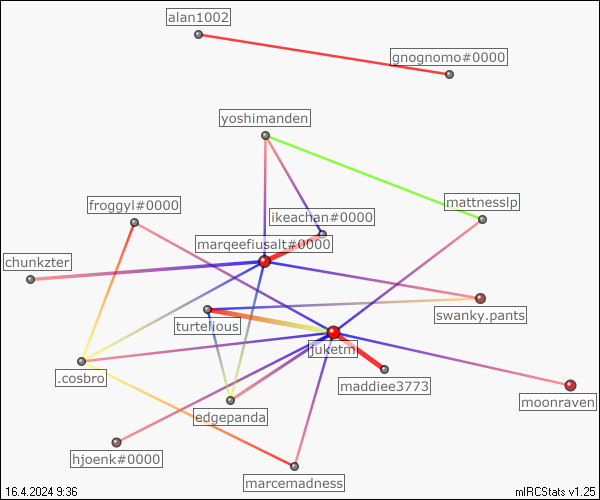 alan1002
gnognomo#0000
yoshimanden
mattnesslp
froggyl#0000
ikeachan#0000
marqeefiusalt#0000
chunkzter
swanky.pants
turtelious
juketm
.cosbro
maddiee3773
moonraven
edgepanda
hjoenk#0000
marcemadness
16.4.2024 9:36
mIRCStats v1.25